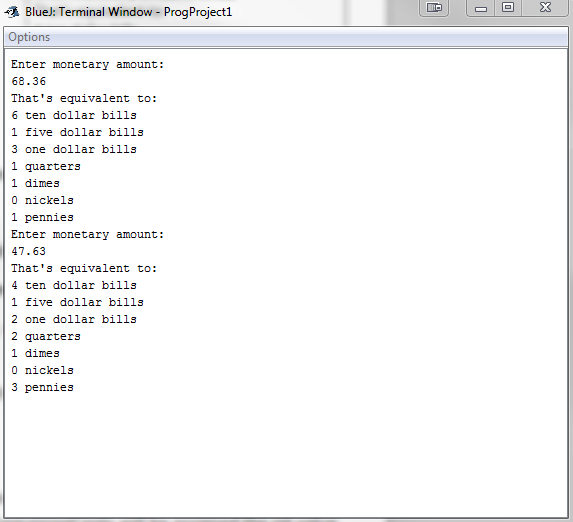 BlueJ: Terminal Window - ProgProject1
Options
Enter monetary amount:
68.36
That's equivalent to:
6 ten dollar bills
1 five dollar bills
3 one dollar bills
1 quarters
1 dimes
0 nickels
1 pennies
Enter monetary amount:
47.63
That's equivalent to:
4 ten dollar bills
1 five dollar bills
2 one dollar bills
2 quarters
1 dimes
0 nickels
3 pennies